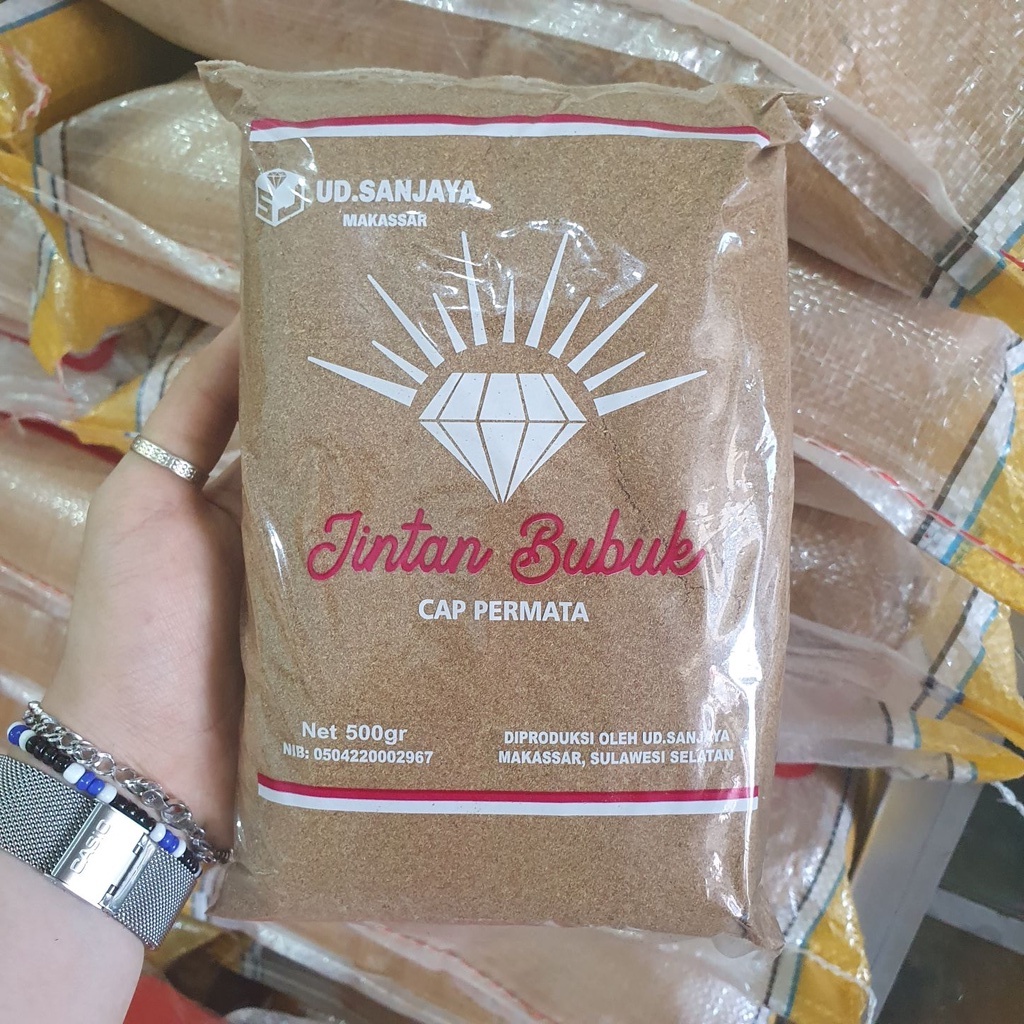 UD.SANJAYA
MAKASSAR
Jintan Bubuk
CAP PERMATA
Net 500gr
NIB: 0504220002967
DIPRODUKSI OLEH UD.SANJAYA
MAKASSAR, SULAWESI SELATAN
CASIO